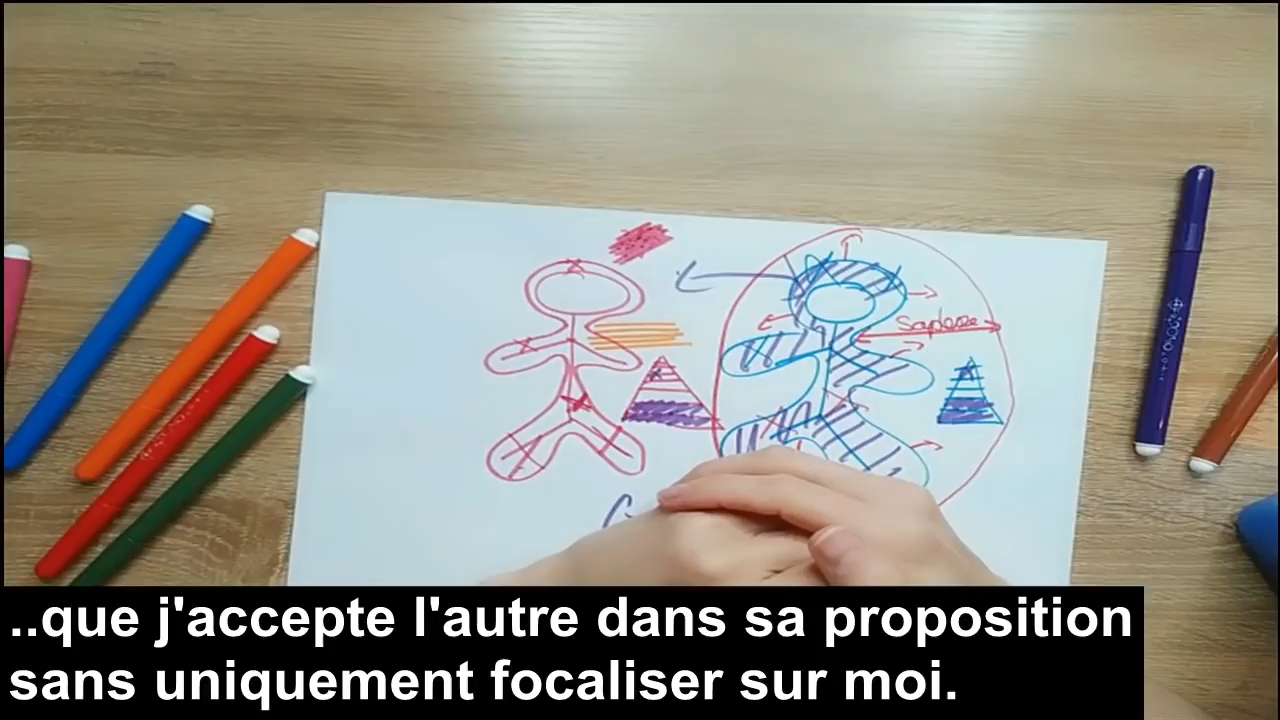 ..que j'accepte l'autre dans sa proposition
sans uniquement focaliser sur moi.